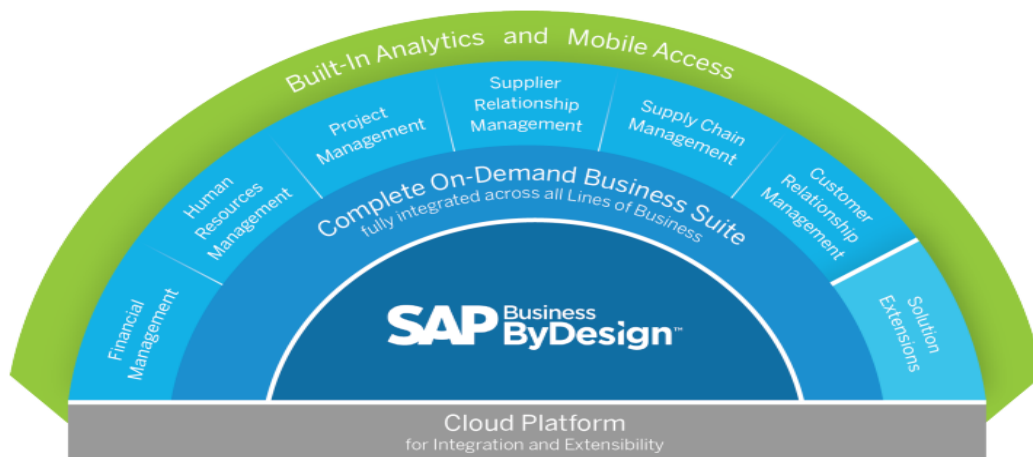 Built-In Analytics and Mobile Access
Financial
Management
Human
Resources
Management
Project
Management
Supplier
Relationship
Management
Supply Chain
Management
Customer
Relationship
Management
Solution
Extensions
Complete On-Demand Business Suite
fully integrated across all Lines of Business
SAP Business
ByDesign™
Cloud Platform
for Integration and Extensibility